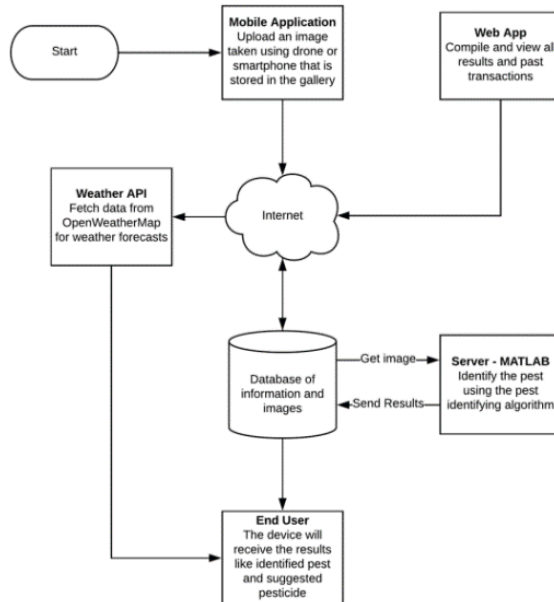 Start
Mobile Application
Upload an image
taken using drone or
smartphone that is
stored in the gallery
Web App
Compile and view al
results and past
transactions
Weather API
Fetch data from
OpenWeatherMap
for weather forecasts
Internet
Database of
information and
images
Get image
Send Results
Server - MATLAB
Identify the pest
using the pest
identifying algorithm
End User
The device will
receive the results
like identified pest
and suggested
pesticide